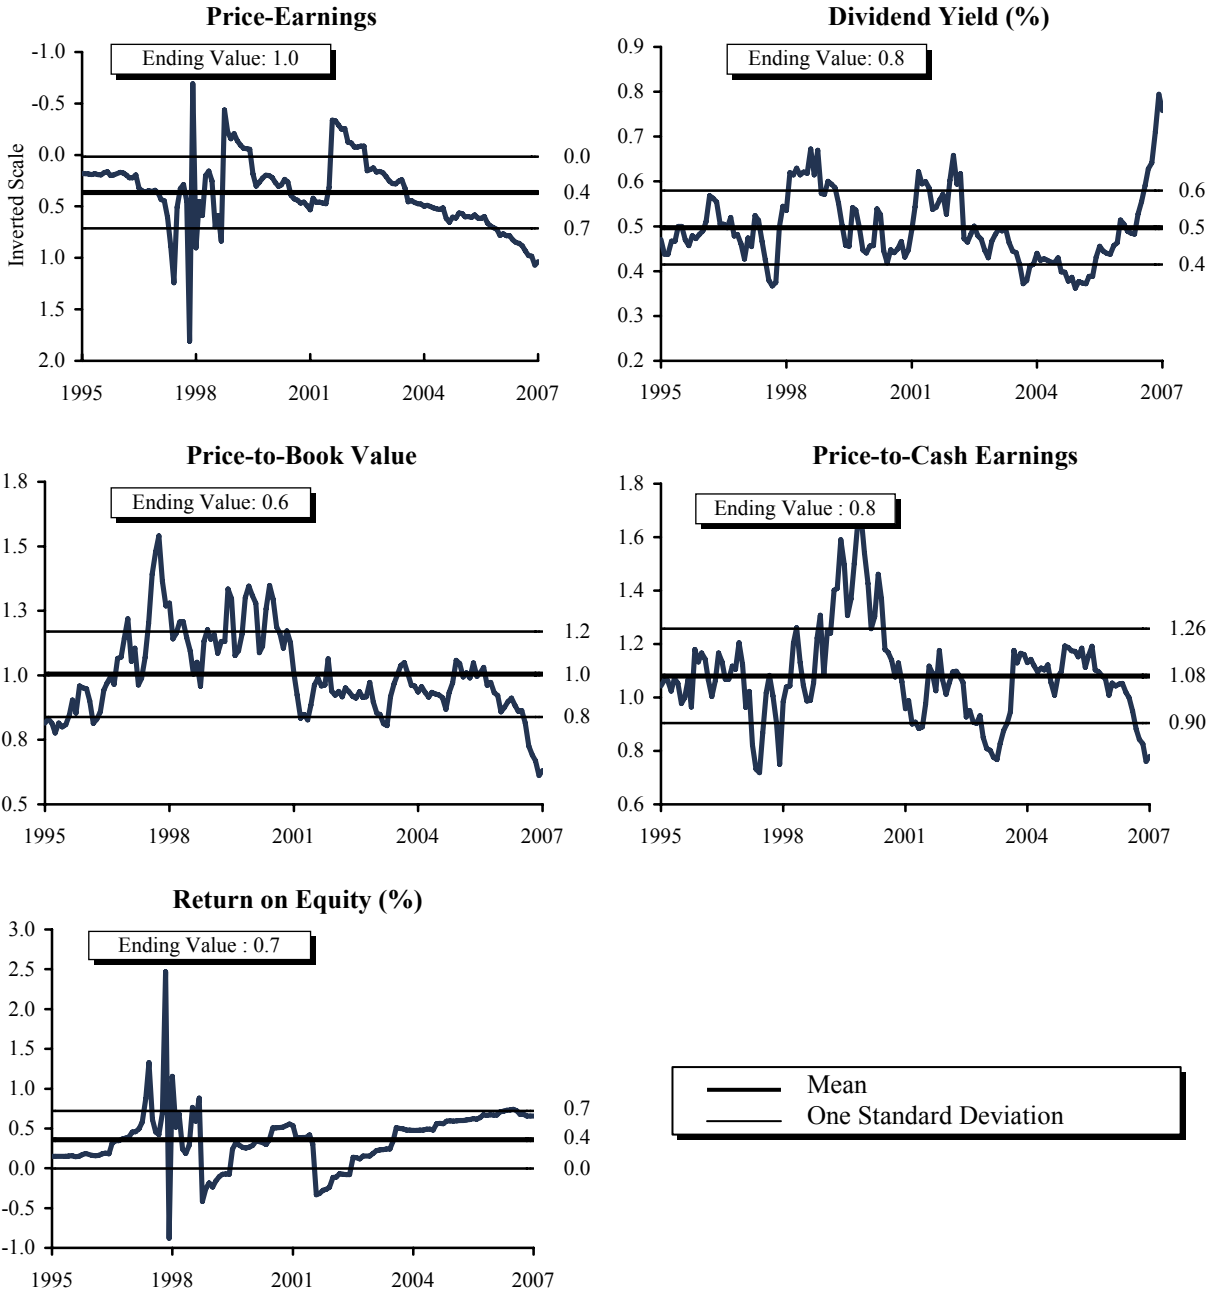 Price-Earnings
Ending Value: 1.0
Inverted Scale
-1.0
-0.5
0.0
0.5
1.0
1.5
2.0
0.0
0.4
0.7
1995 1998 2001 2004 2007
Dividend Yield (%)
Ending Value: 0.8
0.9
0.8
0.7
0.6
0.5
0.4
0.3
0.2
0.6
0.5
0.4
1995 1998 2001 2004 2007
Price-to-Book Value
Ending Value: 0.6
1.8
1.5
1.3
1.0
0.8
0.5
1.2
1.0
0.8
1995 1998 2001 2004 2007
Price-to-Cash Earnings
Ending Value : 0.8
1.8
1.6
1.4
1.2
1.0
0.8
0.6
1.26
1.08
0.90
1995 1998 2001 2004 2007
Return on Equity (%)
Ending Value : 0.7
3.0
2.5
2.0
1.5
1.0
0.5
0.0
-0.5
-1.0
0.7
0.4
0.0
1995 1998 2001 2004 2007
Mean
One Standard Deviation